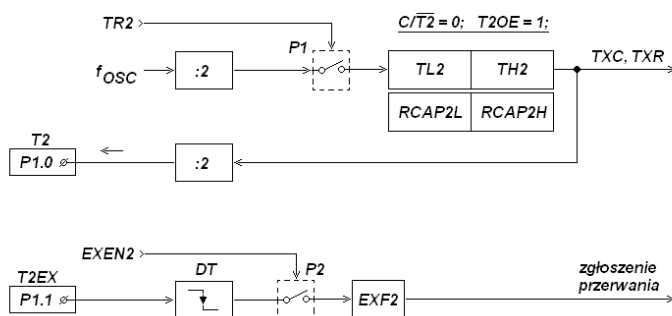 TR2
C/T2 = 0; T2OE = 1;
P1
fOSC
:2
TL2
TH2
TXC, TXR
RCAP2L
RCAP2H
T2
P1.0
:2
EXEN2
DT
P2
T2EX
P1.1
EXF2
zgłoszenie
przerwania